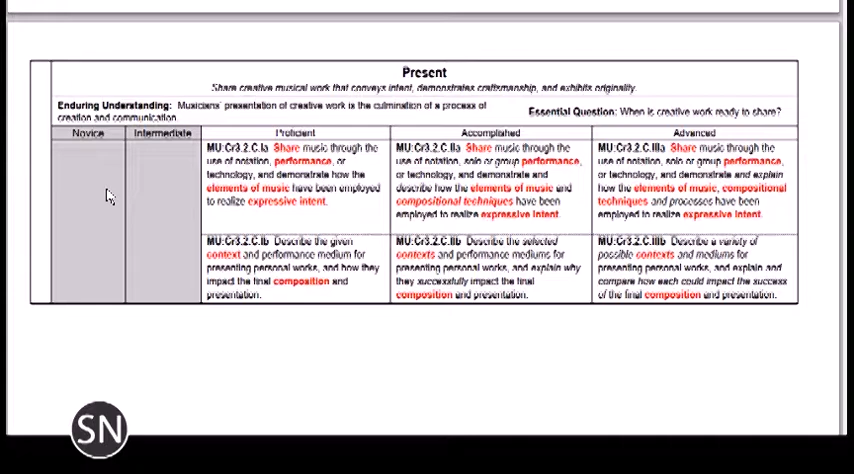 Present
Share creative musical work that conveys intent, demonstrates craftsmanship, and exhibits originality.
Enduring Understanding: Musicians' presentation of creative work is the culmination of a process of
creation and communication
Essential Question: When is creative work ready to share?
Novice Intermediate Proficient Accomplished Advanced
MU:Cr3.2.C.Ia Share music through the
use of notation, performance, or
technology, and demonstrate how the
elements of music have been employed
to realize expressive intent.
MU:Cr3.2.C.IIa Share music through the
use of notation, solo or group performance,
or technology, and demonstrate and
describe how the elements of music and
compositional techniques have been
employed to realize expressive intent.
MU:Cr3.2.C.IIIa Share music through the
use of notation, solo or group performance,
or technology, and demonstrate and explain
how the elements of music, compositional
techniques and processes have been
employed to realize expressive intent.
MU:Cr3.2.C.Ib Describe the given
context and performance medium for
presenting personal works, and how they
impact the final composition and
presentation.
MU:Cr3.2.C.IIb Describe the selected
contexts and performance mediums for
presenting personal works, and explain why
they successfully impact the final
composition and presentation.
MU:Cr3.2.C.IIIb Describe a variety of
possible contexts and mediums for
presenting personal works, and explain and
compare how each could impact the success
of the final composition and presentation.
SN